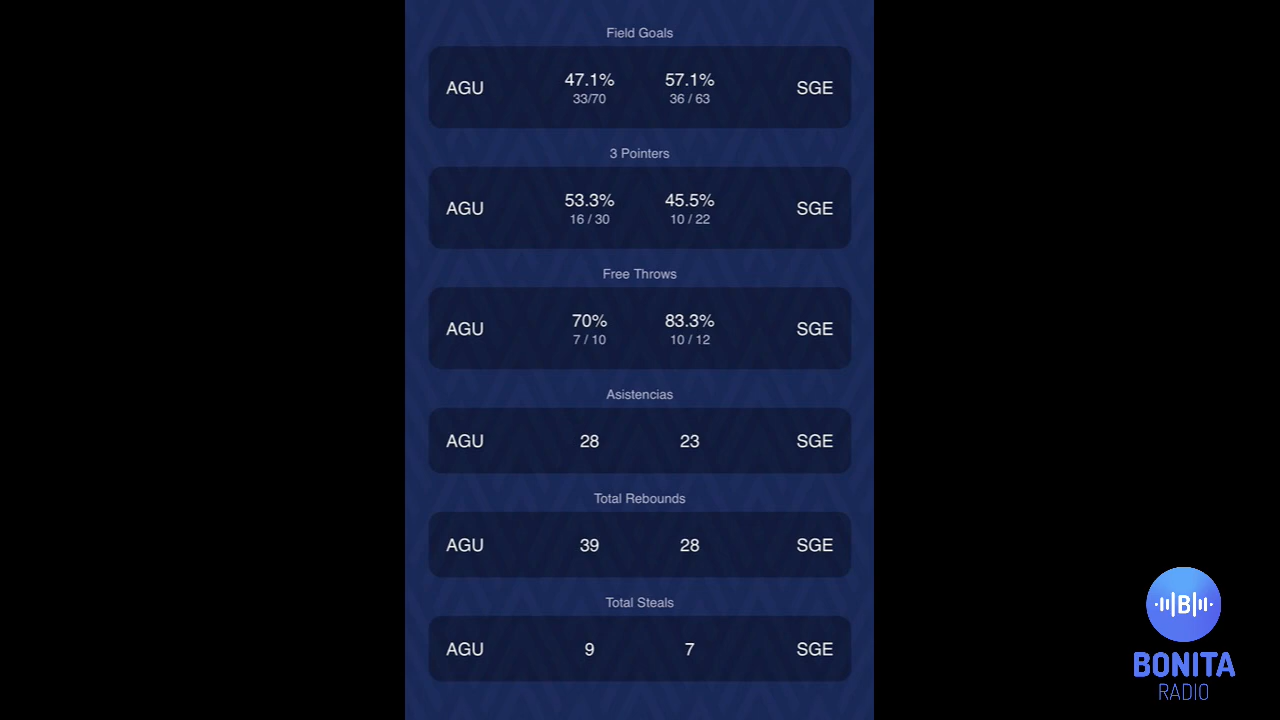 Field Goals
AGU 47.1% 57.1% SGE
33/70 36 / 63
3 Pointers
AGU 53.3% 45.5% SGE
16 / 30 10 / 22
Free Throws
AGU 70% 83.3% SGE
7 / 10 10 / 12
Asistencias
AGU 28 23 SGE
Total Rebounds
AGU 39 28 SGE
Total Steals
AGU 9 7 SGE
B
BONITA
RADIO